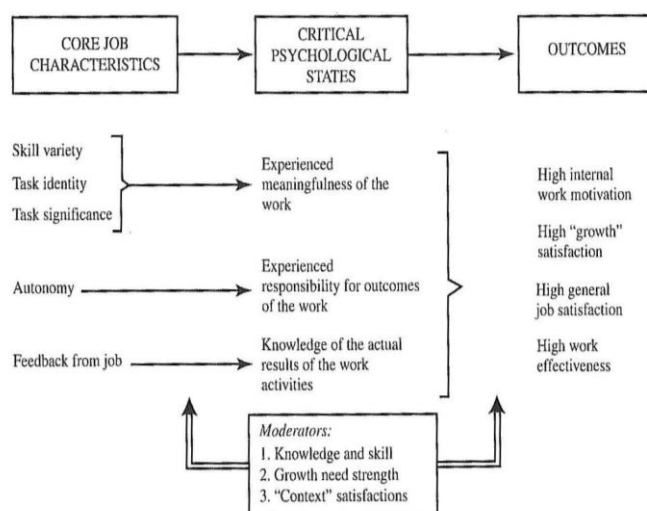 CORE JOB
CHARACTERISTICS
CRITICAL
PSYCHOLOGICAL
STATES
OUTCOMES
Skill variety
Task identity
Task significance
Experienced
meaningfulness of the
work
Autonomy
Experienced
responsibility for outcomes
of the work
Feedback from job
Knowledge of the actual
results of the work
activities
High internal
work motivation
High “growth”
satisfaction
High general
job satisfaction
High work
effectiveness
Moderators:
1. Knowledge and skill
2. Growth need strength
3. “Context” satisfactions